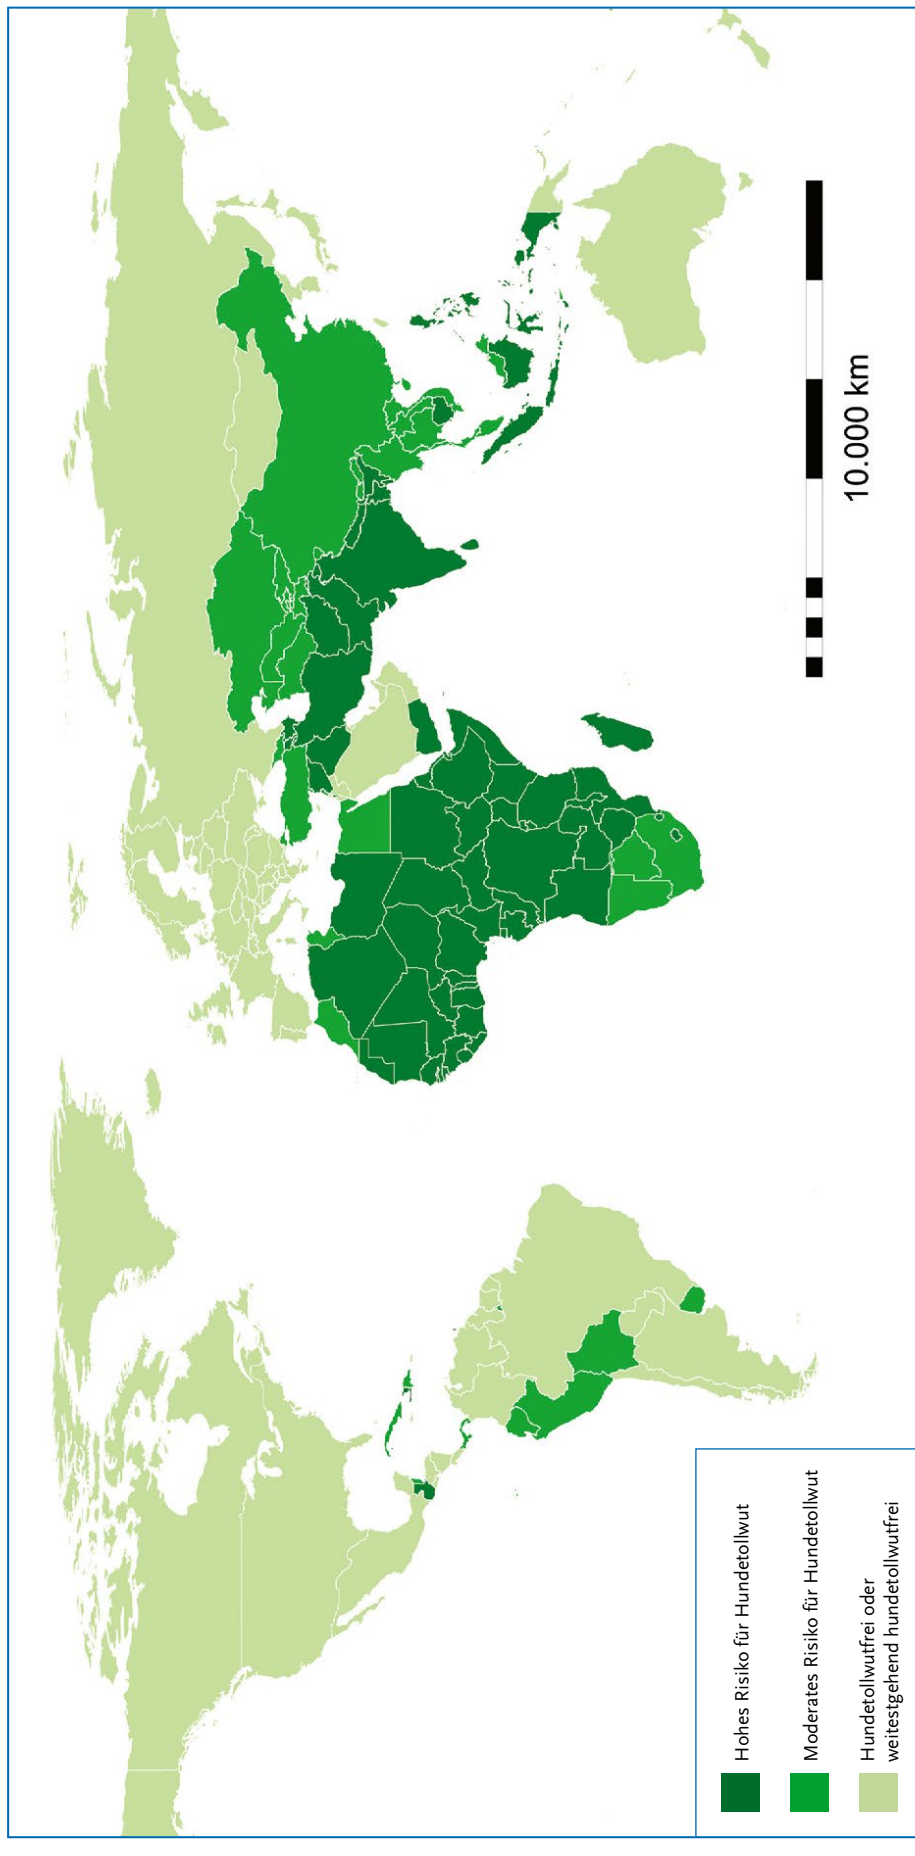 10.000 km
Hohes Risiko für Hundetollwut
Moderates Risiko für Hundetollwut
Hundetollwutfrei oder
weitestgehend hundetollwutfrei